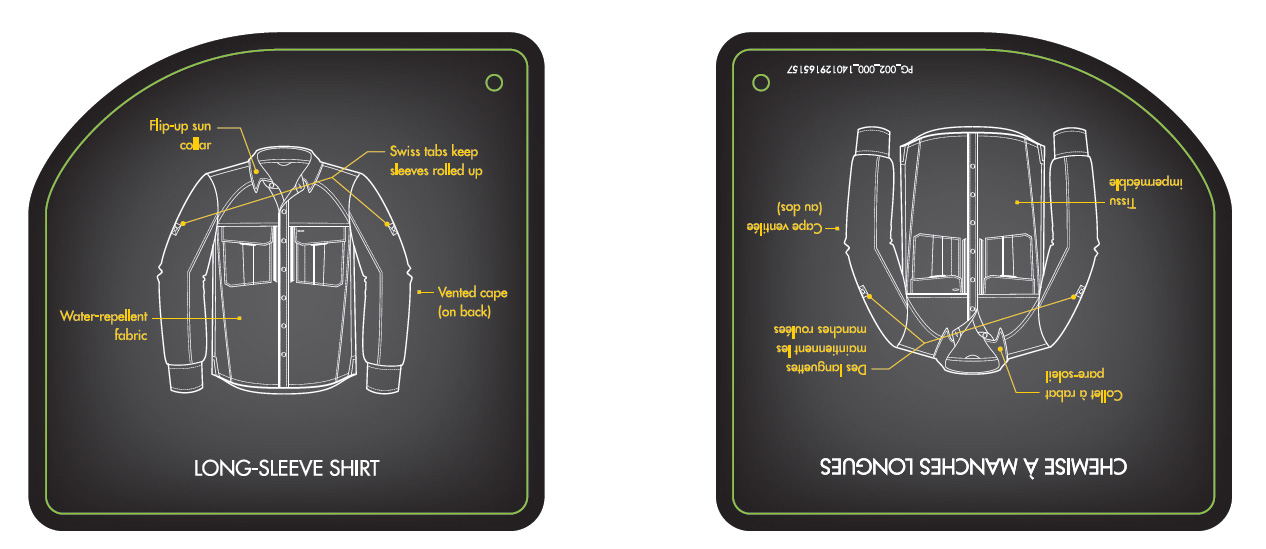 Flip-up sun
collar
Swiss tabs keep
sleeves rolled up
Vented cape
(on back)
Water-repellent
fabric
LONG-SLEEVE SHIRT
CHEMISE À MANCHES LONGUES
Collet à rabat
pare-soleil
Des languettes
maintiennent les
manches roulées
Cape ventilée
(au dos)
Tissu
imperméable
PG_002_000_140129165157